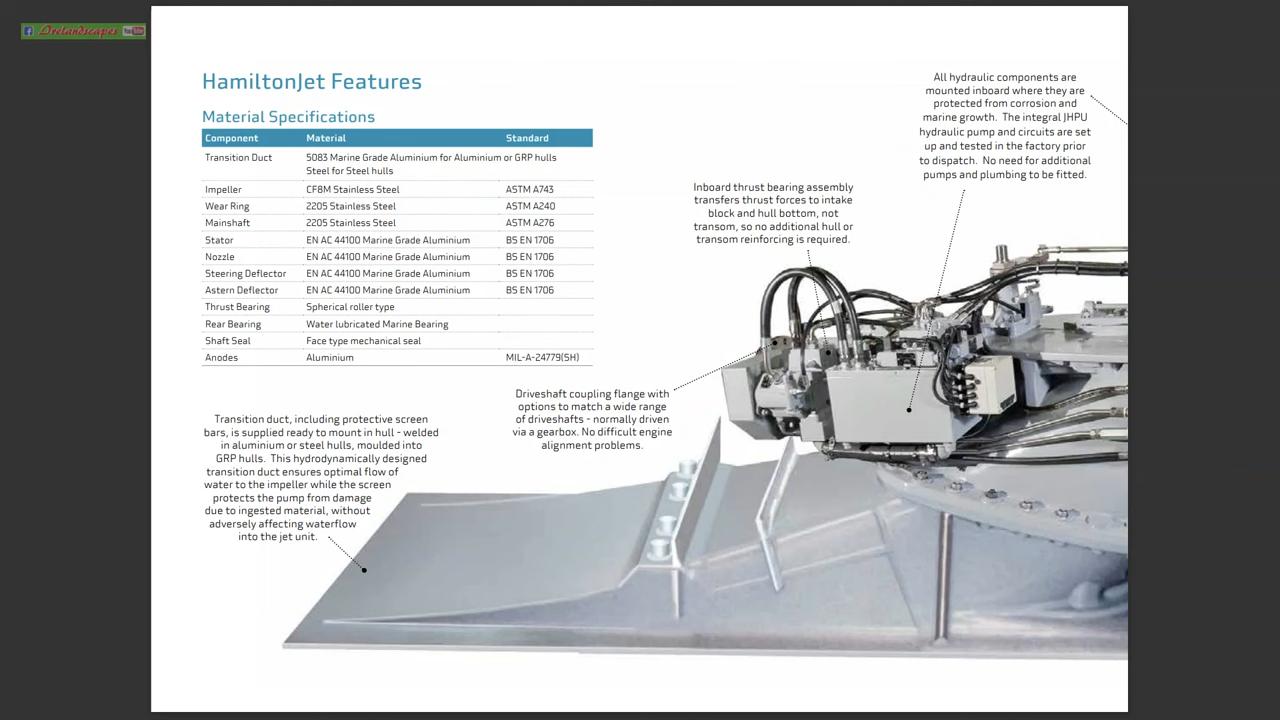 Irelandscapes
HamiltonJet Features
Material Specifications
Component Material Standard
Transition Duct 5083 Marine Grade Aluminium for Aluminium or GRP hulls
Steel for Steel hulls
Impeller CF8M Stainless Steel ASTM A743
Wear Ring 2205 Stainless Steel ASTM A240
Mainshaft 2205 Stainless Steel ASTM A276
Stator EN AC 44100 Marine Grade Aluminium BS EN 1706
Nozzle EN AC 44100 Marine Grade Aluminium BS EN 1706
Steering Deflector EN AC 44100 Marine Grade Aluminium BS EN 1706
Astern Deflector EN AC 44100 Marine Grade Aluminium BS EN 1706
Thrust Bearing Spherical roller type
Rear Bearing Water lubricated Marine Bearing
Shaft Seal Face type mechanical seal
Anodes Aluminium MIL-A-24779(SH)
All hydraulic components are
mounted inboard where they are
protected from corrosion and
marine growth. The integral JHPU
hydraulic pump and circuits are set
up and tested in the factory prior
to dispatch. No need for additional
pumps and plumbing to be fitted.
Inboard thrust bearing assembly
transfers thrust forces to intake
block and hull bottom, not
transom, so no additional hull or
transom reinforcing is required.
Driveshaft coupling flange with
options to match a wide range
of driveshafts - normally driven
via a gearbox. No difficult engine
alignment problems.
Transition duct, including protective screen
bars, is supplied ready to mount in hull - welded
in aluminium or steel hulls, moulded into
GRP hulls. This hydrodynamically designed
transition duct ensures optimal flow of
water to the impeller while the screen
protects the pump from damage
due to ingested material, without
adversely affecting waterflow
into the jet unit.